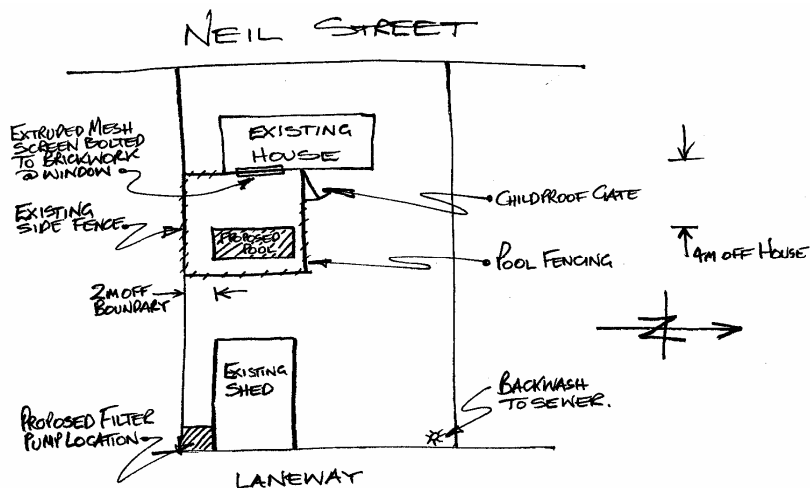 NEIL STREET
EXTRUDED MESH
SCREEN BOLTED
TO BRICKWORK
@ WINDOW
EXISTING
HOUSE
CHILDPROOF GATE
EXISTING
SIDE FENCE
PROPOSED
POOL
POOL FENCING
4M OFF HOUSE
2M OFF
BOUNDARY
N
EXISTING
SHED
BACKWASH
TO SEWER.
PROPOSED FILTER
PUMP LOCATION
LANEWAY